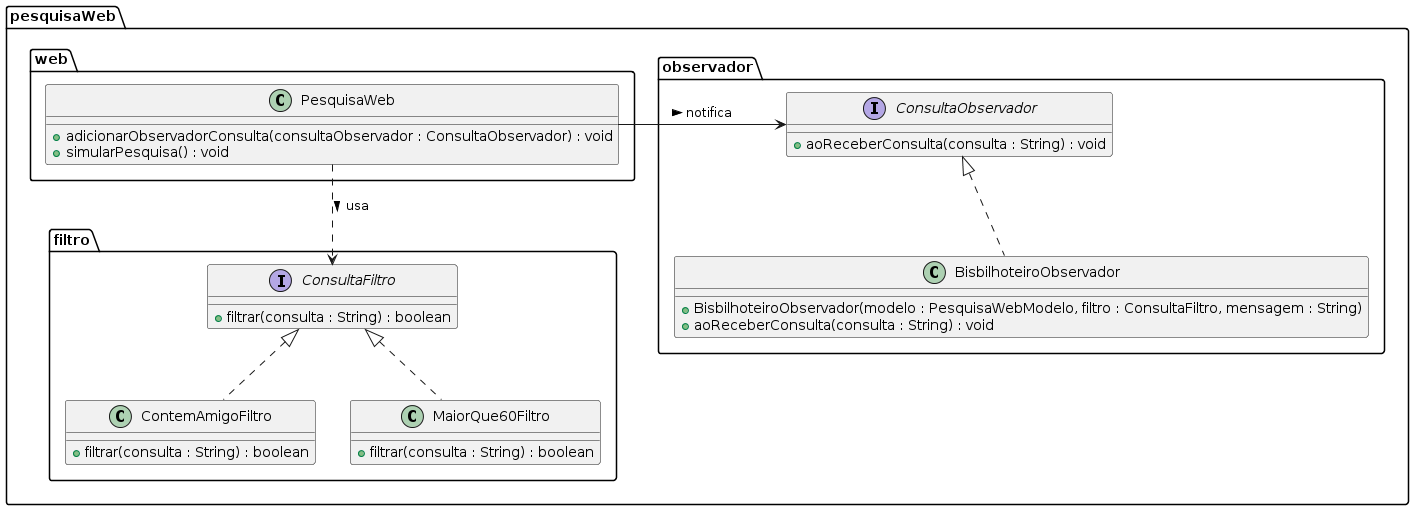 pesquisaWeb
web
C PesquisaWeb
adicionarObservadorConsulta(consultaObservador : ConsultaObservador) : void
simularPesquisa() : void
notifica
observador
I ConsultaObservador
aoReceberConsulta(consulta : String) : void
usa
C BisbilhoteiroObservador
BisbilhoteiroObservador(modelo : PesquisaWebModelo, filtro : ConsultaFiltro, mensagem : String)
aoReceberConsulta(consulta : String) : void
filtro
I ConsultaFiltro
filtrar(consulta : String) : boolean
C ContemAmigoFiltro
filtrar(consulta : String) : boolean
C MaiorQue60Filtro
filtrar(consulta : String) : boolean